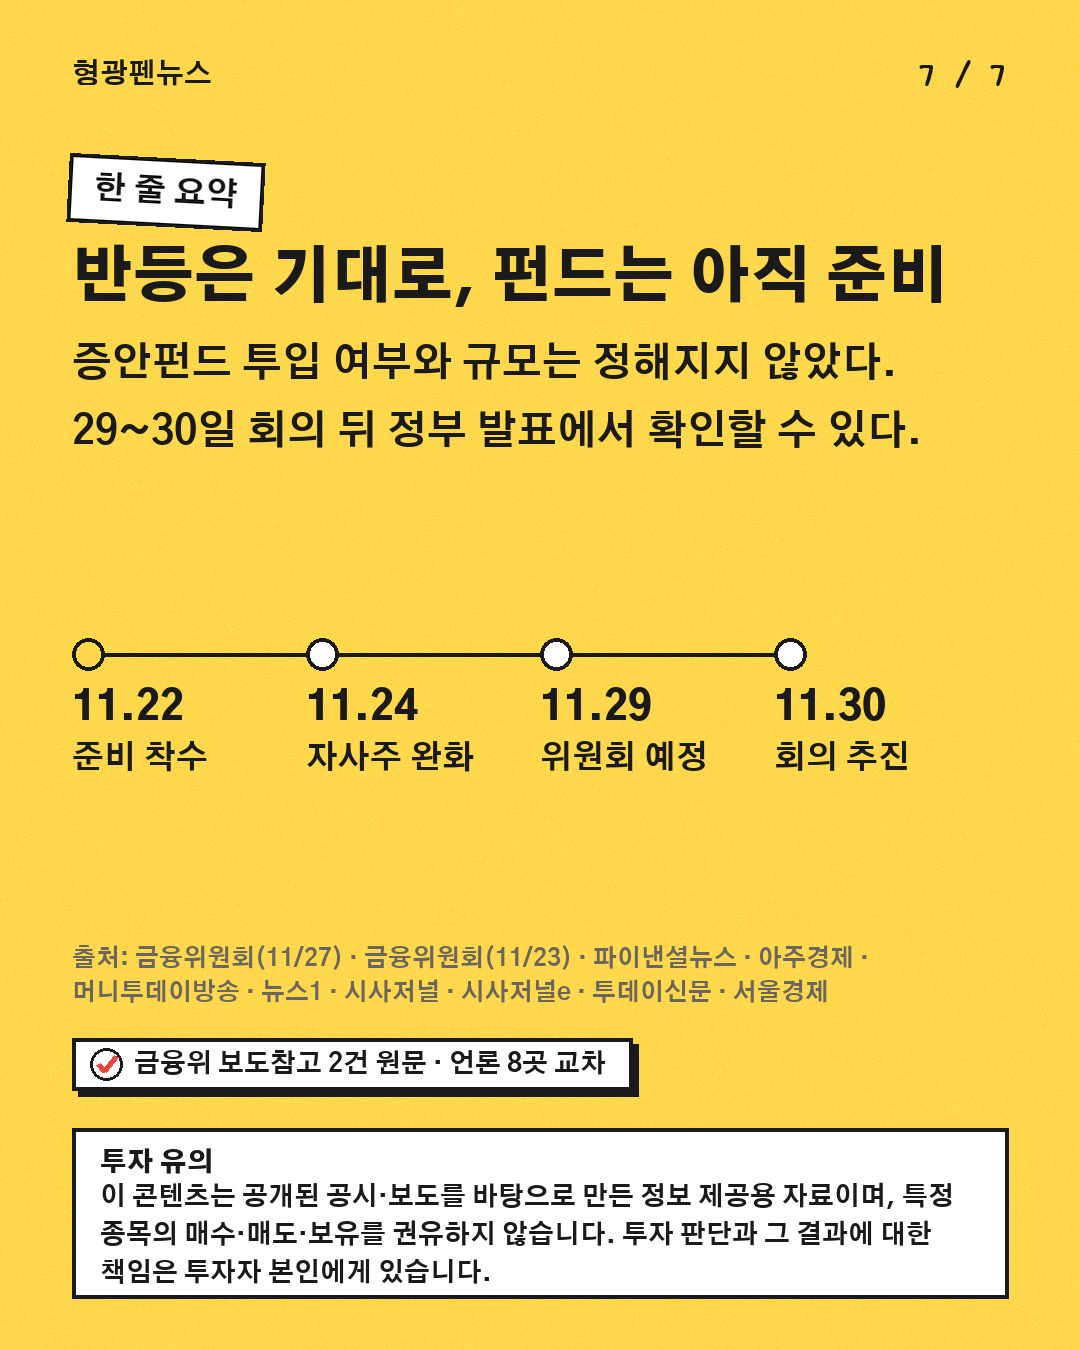 형광펜뉴스
7 / 7
한 줄 요약
반등은 기대로, 펀드는 아직 준비
증안펀드 투입 여부와 규모는 정해지지 않았다.
29~30일 회의 뒤 정부 발표에서 확인할 수 있다.
11.22 11.24 11.29 11.30
준비 착수 자사주 완화 위원회 예정 회의 추진
출처: 금융위원회(11/27) · 금융위원회(11/23) · 파이낸셜뉴스 · 아주경제 ·
머니투데이방송 · 뉴스1 · 시사저널 · 시사저널e · 투데이신문 · 서울경제
금융위 보도참고 2건 원문 · 언론 8곳 교차
투자 유의
이 콘텐츠는 공개된 공시·보도를 바탕으로 만든 정보 제공용 자료이며, 특정
종목의 매수·매도·보유를 권유하지 않습니다. 투자 판단과 그 결과에 대한
책임은 투자자 본인에게 있습니다.